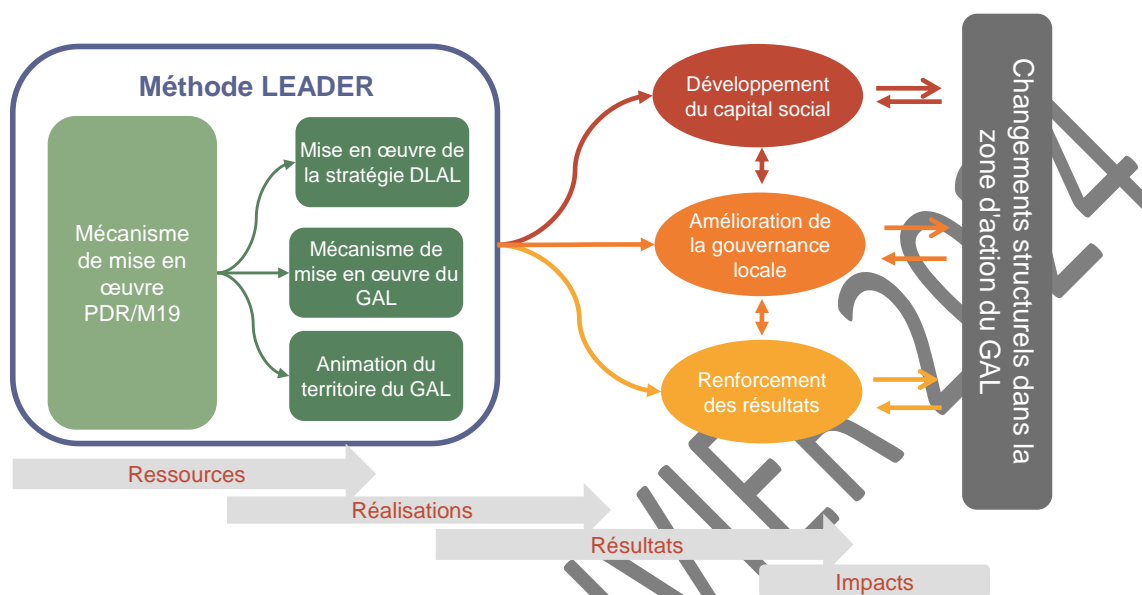 Méthode LEADER
Mécanisme
de mise en
œuvre
PDR/M19
Mise en œuvre de
la stratégie DLAL
Mécanisme de
mise en œuvre du
GAL
Animation du
territoire du GAL
Développement
du capital social
Amélioration de
la gouvernance
locale
Renforcement
des résultats
Changements structurels dans la
zone d'action du GAL
Ressources
Réalisations
Résultats
Impacts